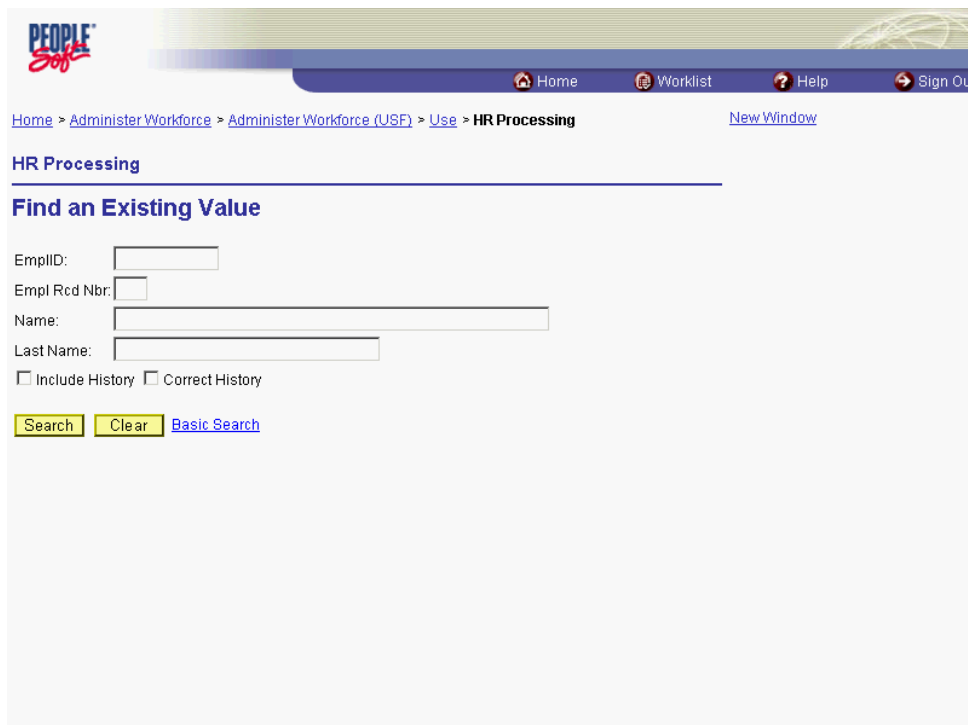 PEOPLE
Soft
Home Worklist Help Sign Ou
Home > Administer Workforce > Administer Workforce (USF) > Use > HR Processing New Window
HR Processing
Find an Existing Value
EmplID:
Empl Rcd Nbr:
Name:
Last Name:
Include History Correct History
Search Clear Basic Search